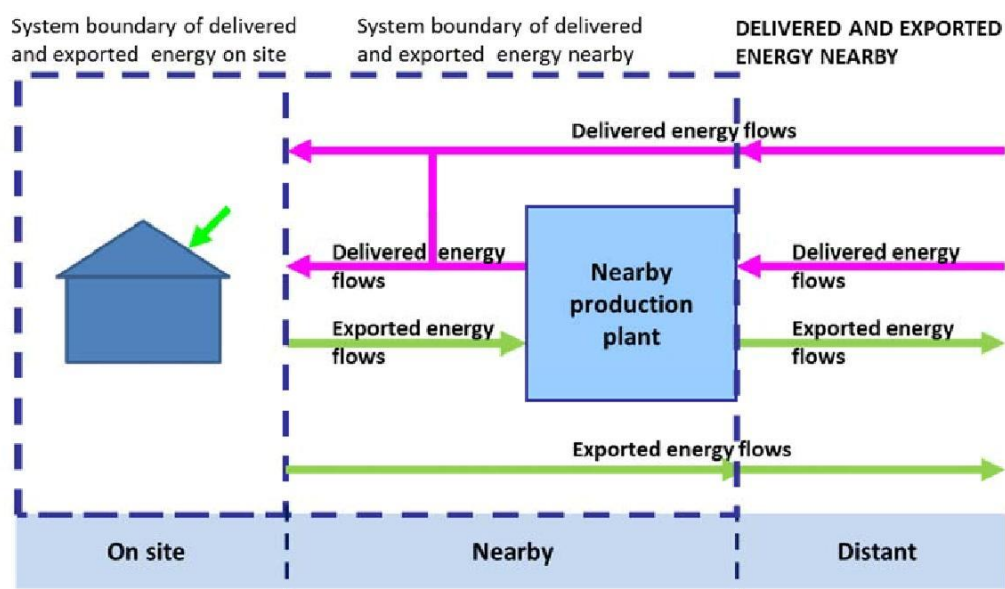 System boundary of delivered
and exported energy on site
System boundary of delivered
and exported energy nearby
DELIVERED AND EXPORTED
ENERGY NEARBY
Delivered energy flows
Delivered energy
flows
Delivered energy
flows
Nearby
production
plant
Exported energy
flows
Exported energy
flows
Exported energy flows
On site
Nearby
Distant